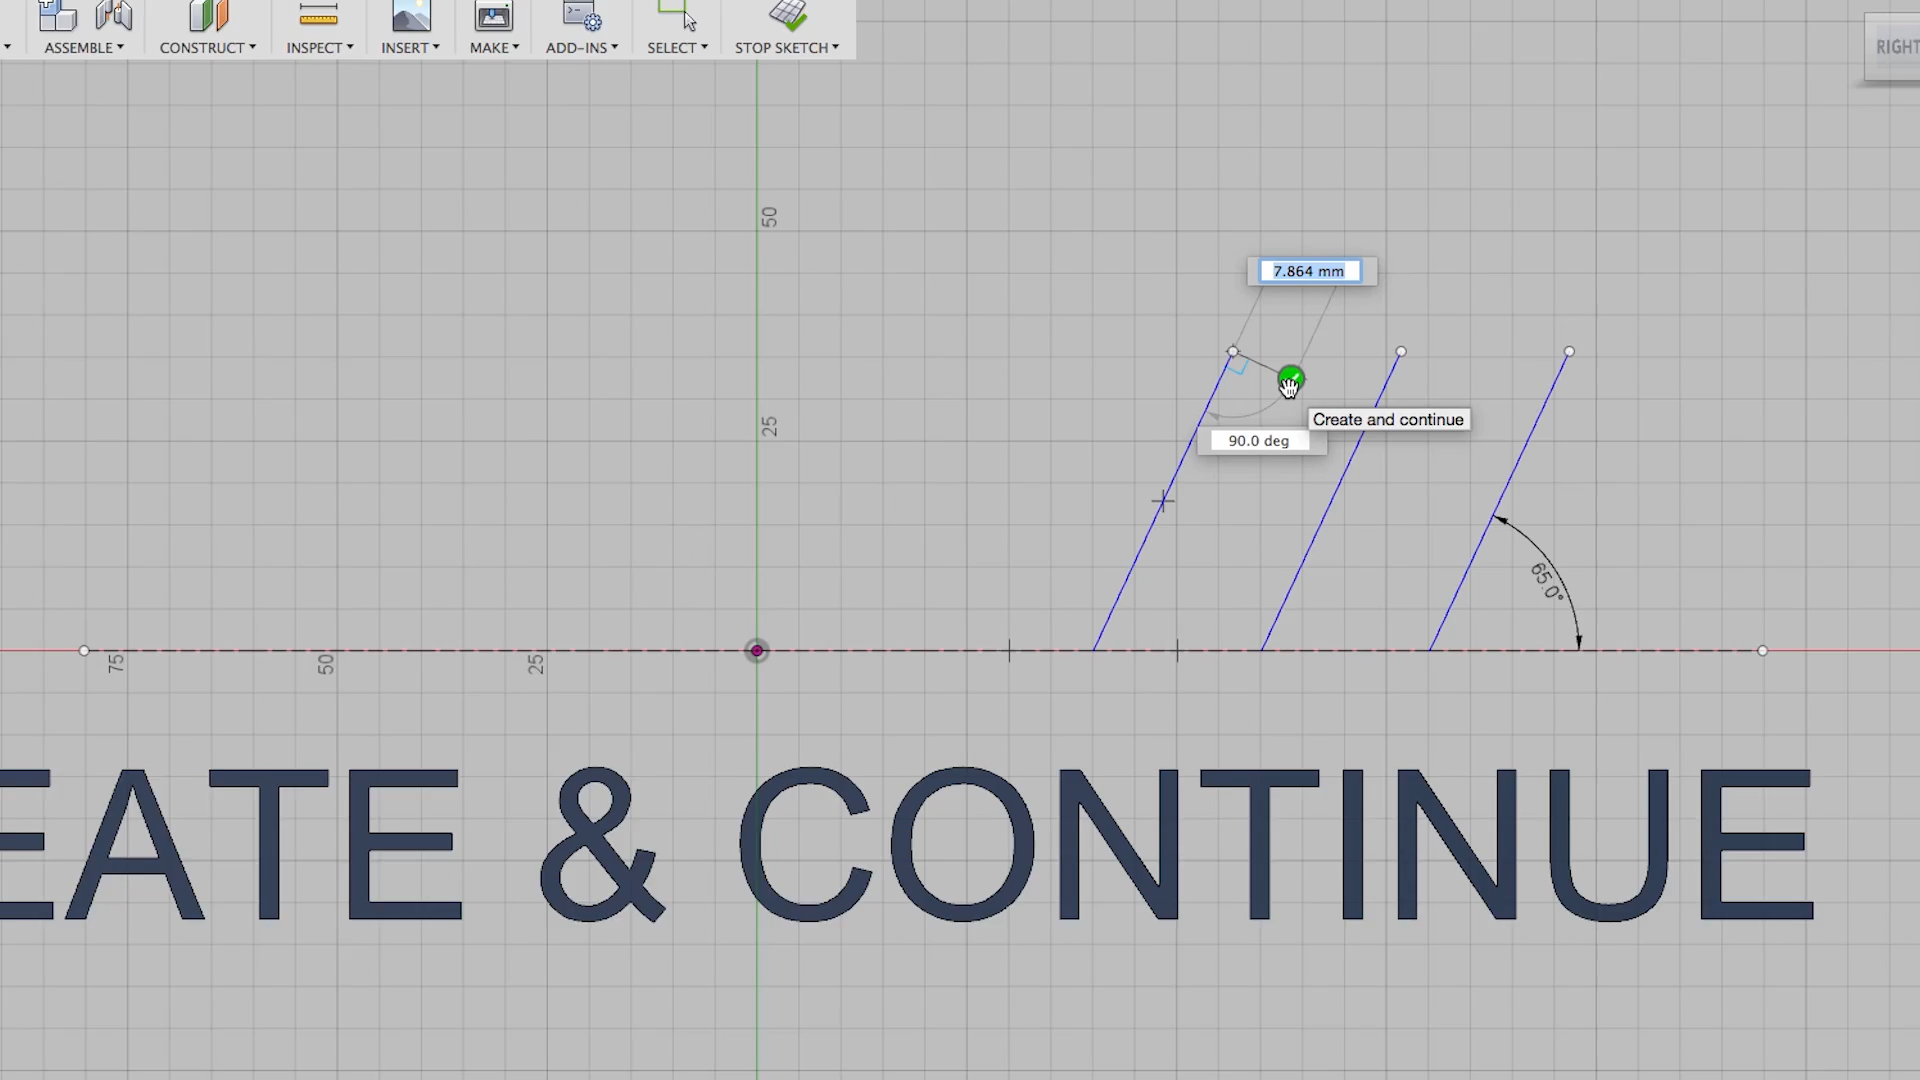 ASSEMBLE CONSTRUCT INSPECT INSERT MAKE ADD-INS SELECT STOP SKETCH
RIGHT
50
7.864 mm
25
Create and continue
90.0 deg
65.0°
75 50 25
EATE & CONTINUE